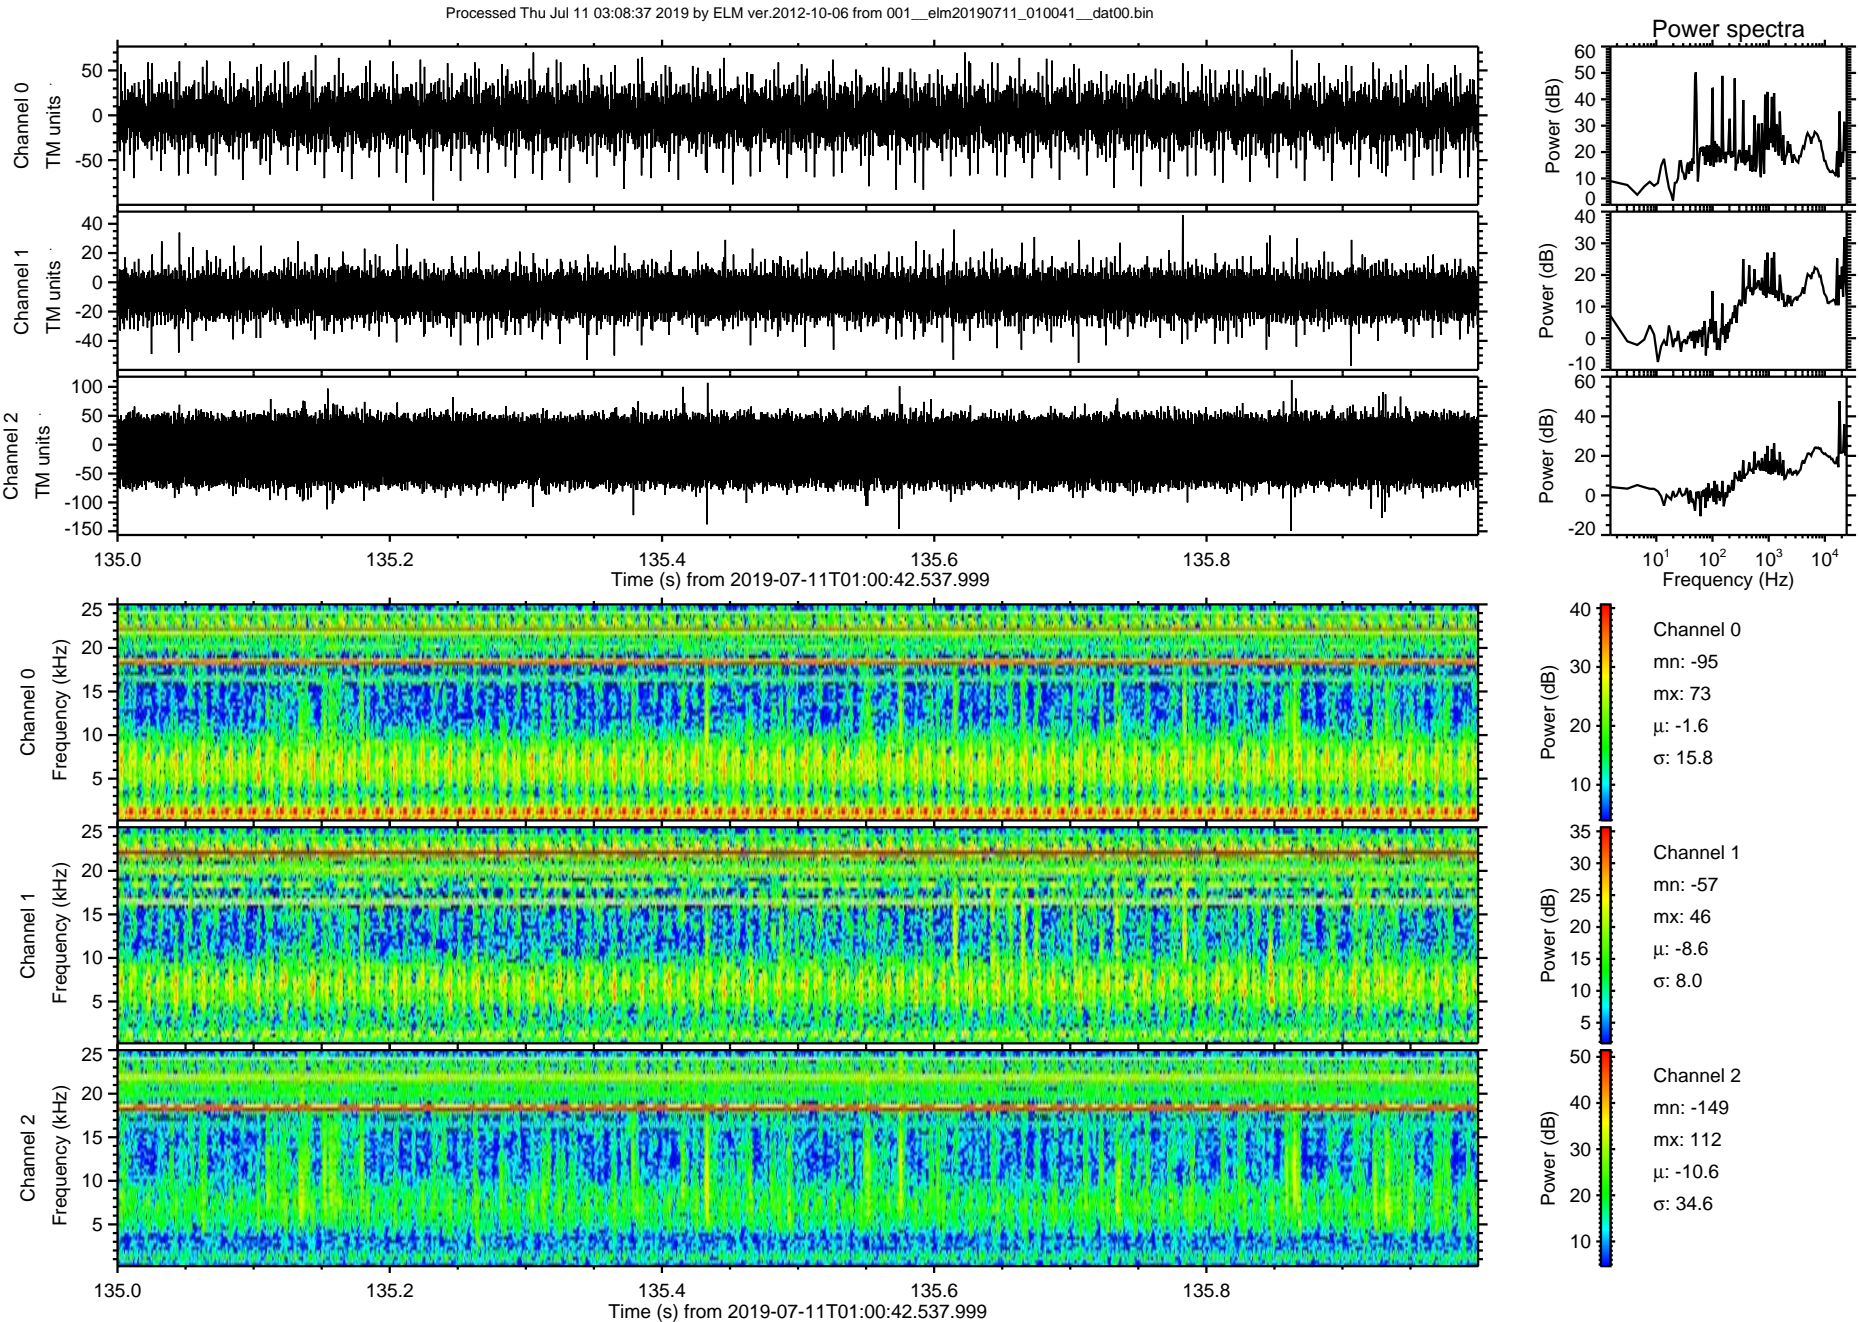 Processed Thu Jul 11 03:08:37 2019 by ELM ver.2012-10-06 from 001__elm20190711_010041__dat00.bin
Power spectra
Channel 0
TM units
50
0
-50
Power (dB)
60
50
40
30
20
10
0
Channel 1
TM units
40
20
0
-20
-40
Power (dB)
40
30
20
10
0
-10
Channel 2
TM units
100
50
0
-50
-100
-150
Power (dB)
60
40
20
0
-20
135.0 135.2 135.4 135.6 135.8
Time (s) from 2019-07-11T01:00:42.537.999
10^1 10^2 10^3 10^4
Frequency (Hz)
Channel 0
Frequency (kHz)
25
20
15
10
5
Power (dB)
40
30
20
10
Channel 0
mn: -95
mx: 73
μ: -1.6
σ: 15.8
Channel 1
Frequency (kHz)
25
20
15
10
5
Power (dB)
35
30
25
20
15
10
5
Channel 1
mn: -57
mx: 46
μ: -8.6
σ: 8.0
Channel 2
Frequency (kHz)
25
20
15
10
5
Power (dB)
50
40
30
20
10
Channel 2
mn: -149
mx: 112
μ: -10.6
σ: 34.6
135.0 135.2 135.4 135.6 135.8
Time (s) from 2019-07-11T01:00:42.537.999